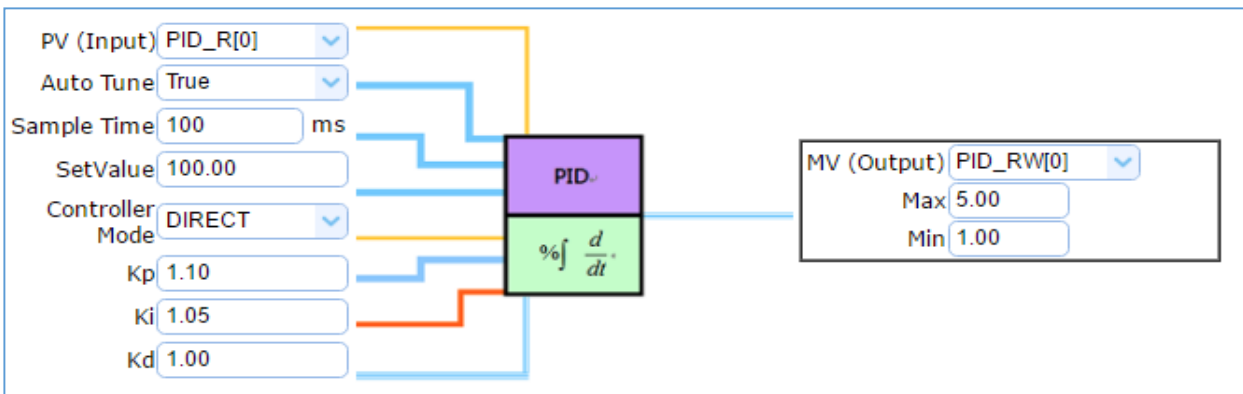 PV (Input) PID_R[0]
Auto Tune True
Sample Time 100 ms
SetValue 100.00
Controller Mode DIRECT
Kp 1.10
Ki 1.05
Kd 1.00
PID
%∫ d/dt
MV (Output) PID_RW[0]
Max 5.00
Min 1.00